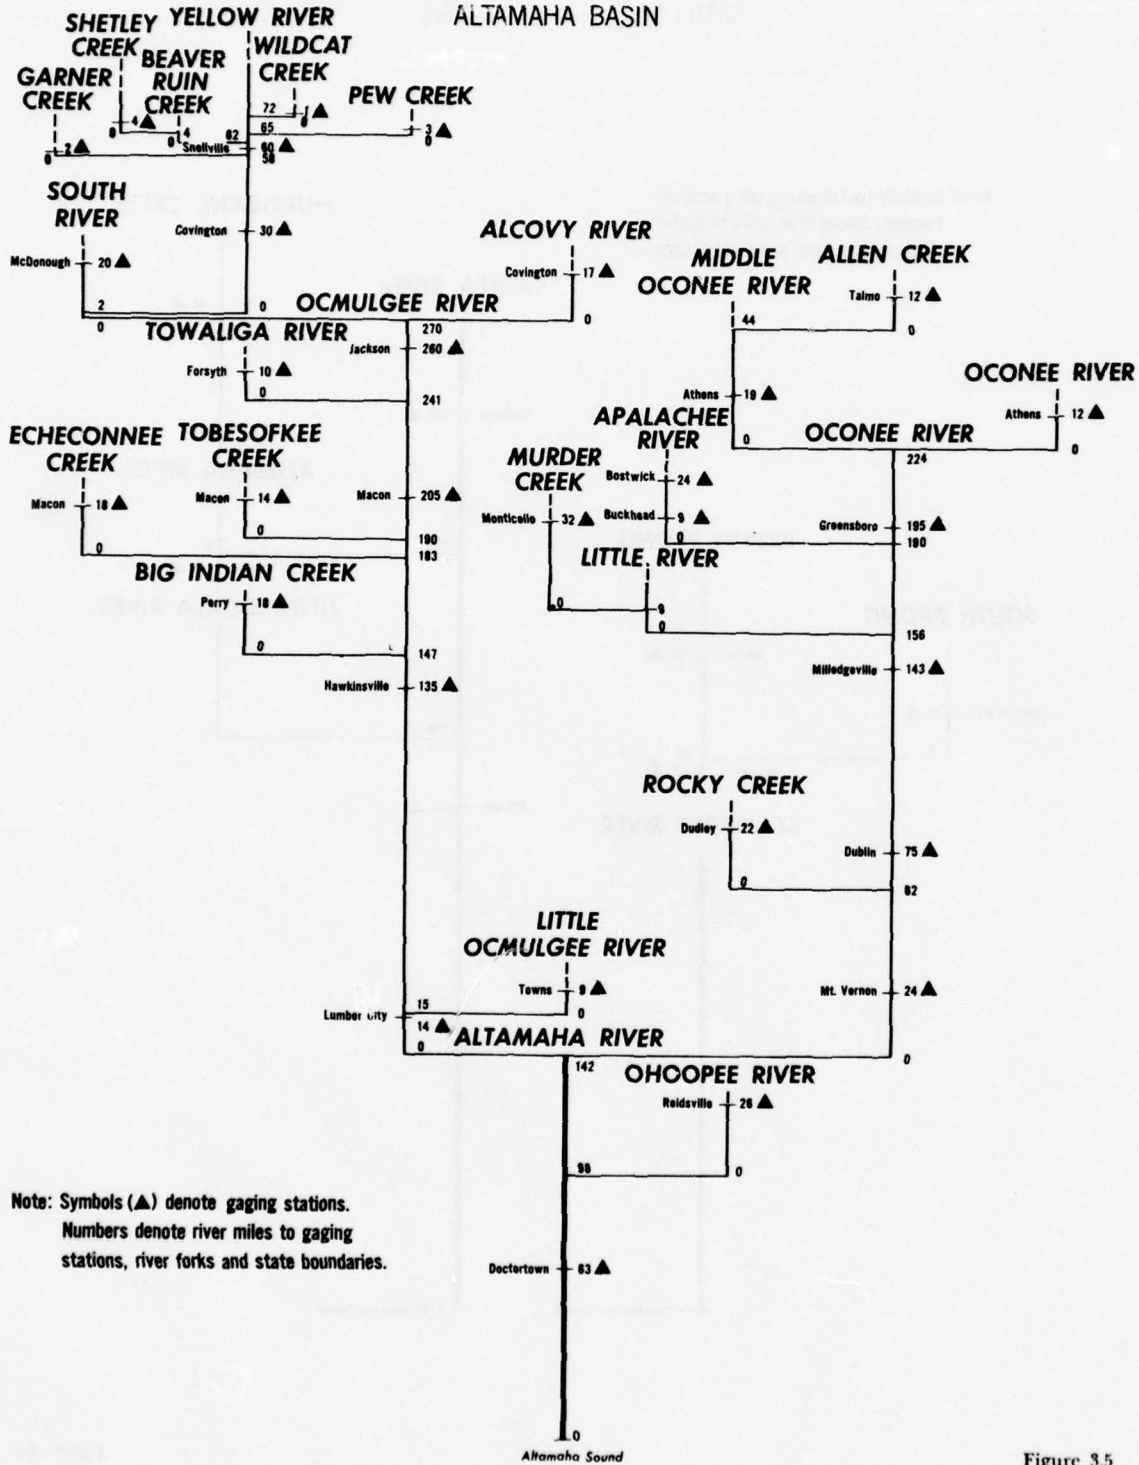 ALTAMAHA BASIN
SHETLEY CREEK
YELLOW RIVER
WILDCAT CREEK
GARNER CREEK
BEAVER RUIN CREEK
PEW CREEK
72
1 ▲
0
65
3 ▲
0
4 ▲
0
4
0
62
Snellville 60 ▲
58
2 ▲
0
SOUTH RIVER
McDonough 20 ▲
Covington 30 ▲
2
0
0
ALCOVY RIVER
Covington 17 ▲
0
OCMULGEE RIVER
270
Jackson 260 ▲
TOWALIGA RIVER
Forsyth 10 ▲
0
241
MIDDLE OCONEE RIVER
44
ALLEN CREEK
Talmo 12 ▲
0
Athens 19 ▲
0
OCONEE RIVER
Athens 12 ▲
0
OCONEE RIVER
224
ECHECONNEE CREEK
Macon 18 ▲
0
TOBESOFKEE CREEK
Macon 14 ▲
0
Macon 205 ▲
190
183
APALACHEE RIVER
Bostwick 24 ▲
Buckhead 9 ▲
0
MURDER CREEK
Monticello 32 ▲
0
LITTLE RIVER
9
0
Greensboro 195 ▲
190
156
Milledgeville 143 ▲
BIG INDIAN CREEK
Perry 18 ▲
0
147
Hawkinsville 135 ▲
ROCKY CREEK
Dudley 22 ▲
0
Dublin 75 ▲
62
LITTLE OCMULGEE RIVER
Towns 9 ▲
0
15
Lumber City 14 ▲
0
Mt. Vernon 24 ▲
0
ALTAMAHA RIVER
142
OHOOPEE RIVER
Reidsville 26 ▲
0
98
Note: Symbols (▲) denote gaging stations.
Numbers denote river miles to gaging
stations, river forks and state boundaries.
Doctortown 63 ▲
0
Altamaha Sound
Figure 3.5